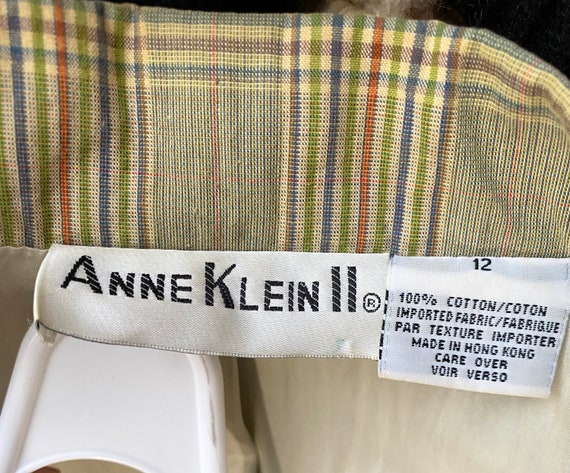 ANNE KLEIN II®
12
100% COTTON/COTON
IMPORTED FABRIC/FABRIQUE
PAR TEXTURE IMPORTER
MADE IN HONG KONG
CARE OVER
VOIR VERSO